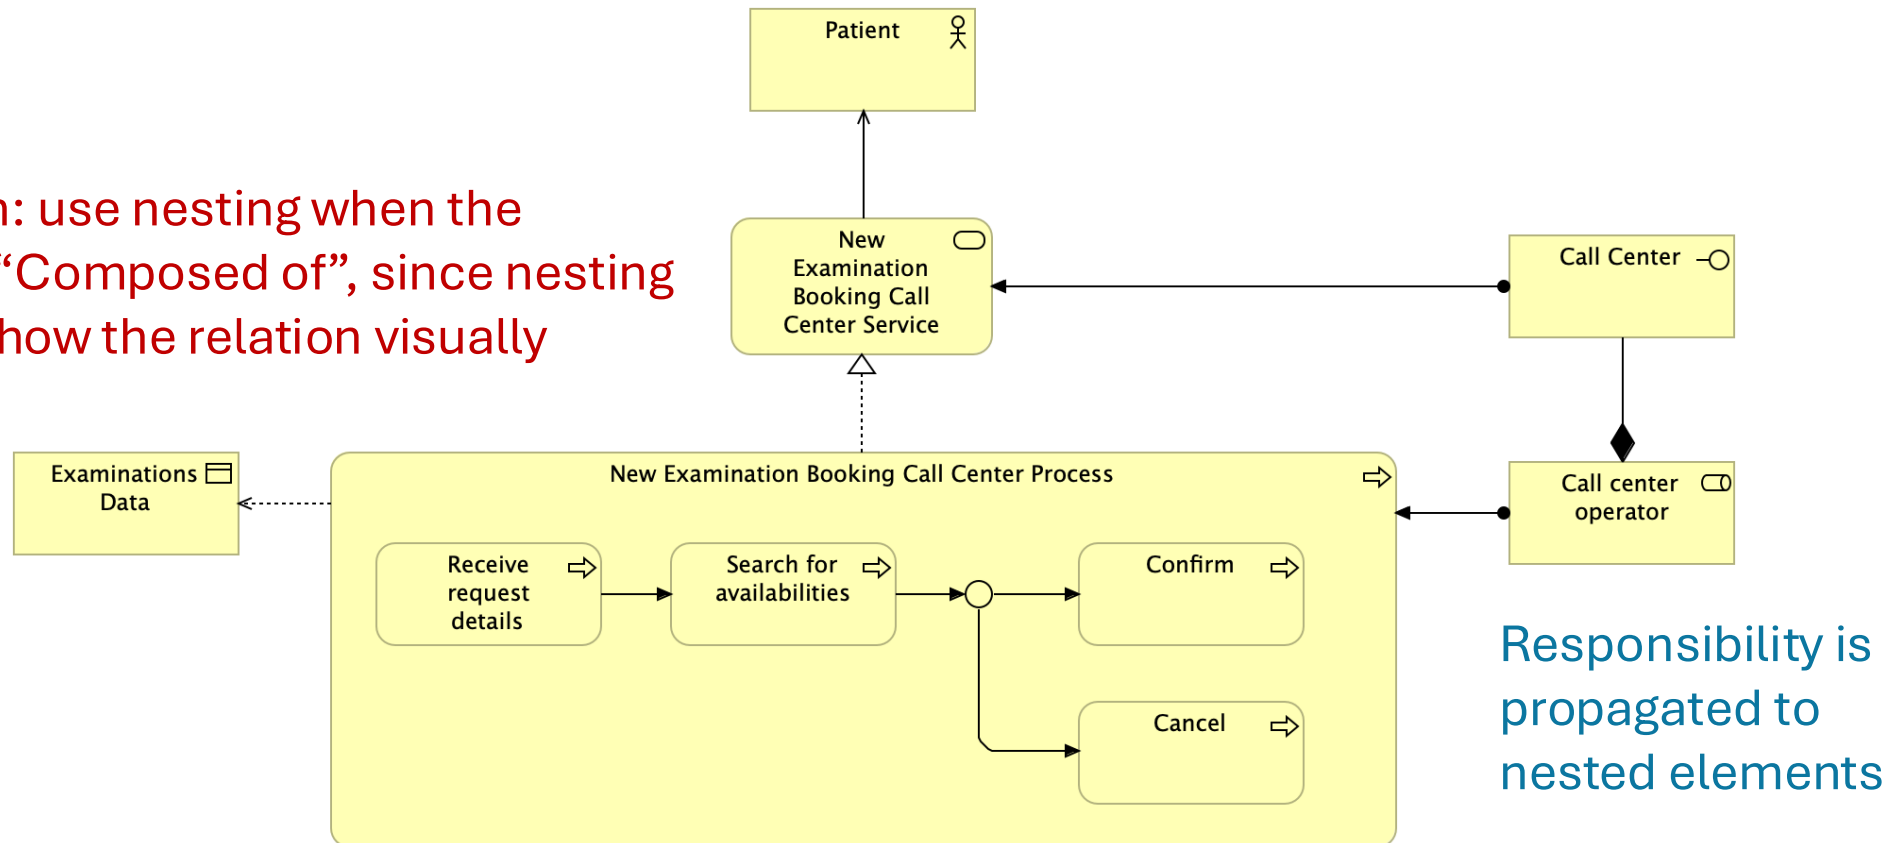 Patient
n: use nesting when the
“Composed of”, since nesting
how the relation visually
New
Examination
Booking Call
Center Service
Call Center
Examinations
Data
New Examination Booking Call Center Process
Call center
operator
Receive
request
details
Search for
availabilities
Confirm
Cancel
Responsibility is
propagated to
nested elements